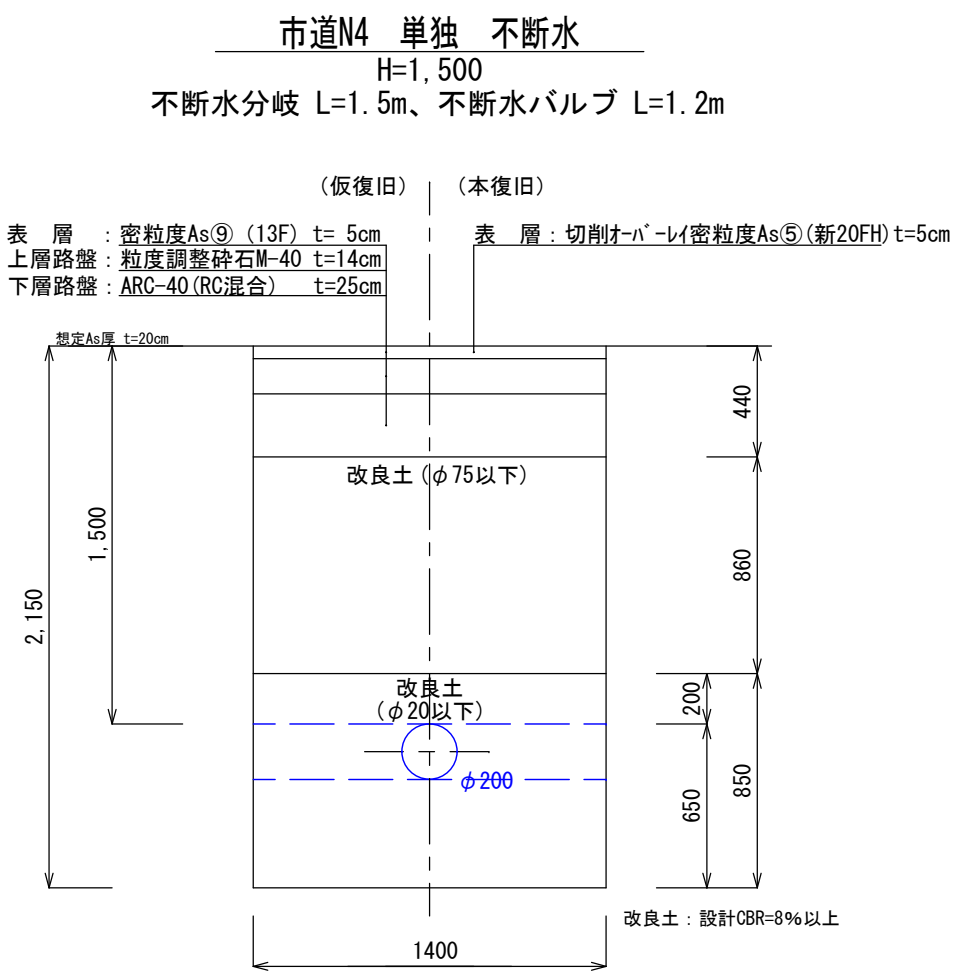 市道N4 単独 不断水
H=1,500
不断水分岐 L=1.5m、不断水バルブ L=1.2m
(仮復旧) (本復旧)
表 層 : 密粒度As⑨ (13F) t= 5cm
上層路盤 : 粒度調整砕石M-40 t=14cm
下層路盤 : ARC-40(RC混合) t=25cm
表 層 : 切削オーバーレイ密粒度As⑤(新20FH)t=5cm
想定As厚 t=20cm
440
改良土(φ75以下)
1,500
860
2,150
改良土
(φ20以下)
200
φ200
650
850
改良土:設計CBR=8%以上
1400